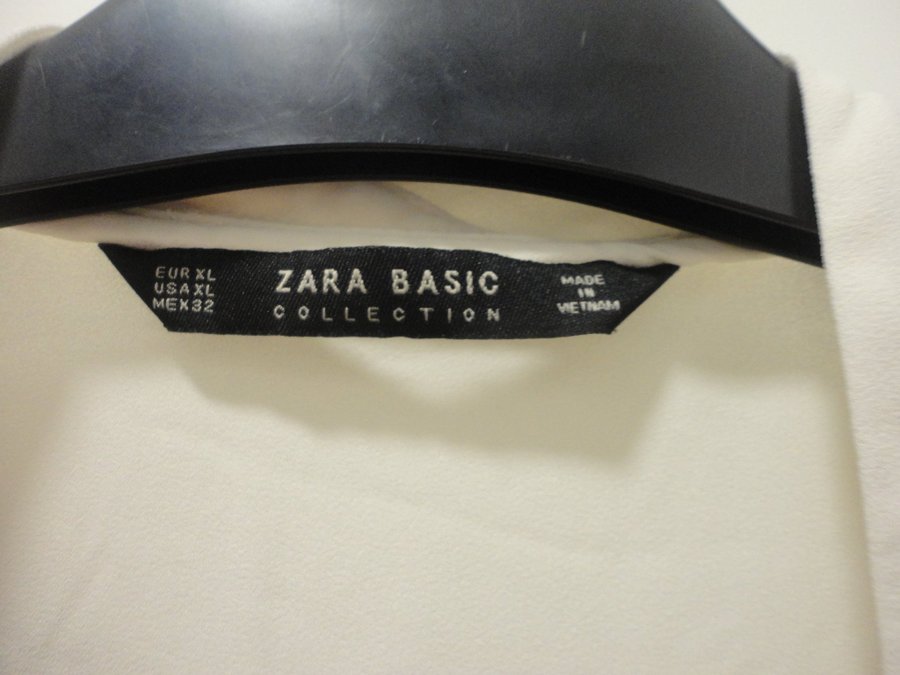 EUR XL
USA XL
MEX 32
ZARA BASIC
COLLECTION
MADE
IN
VIETNAM